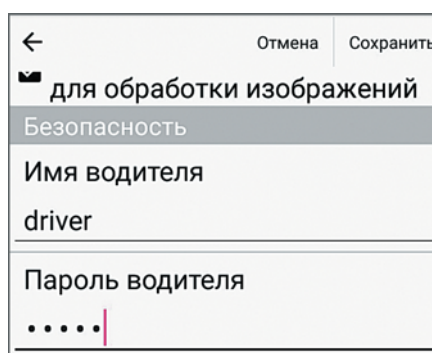 Отмена Сохранить
для обработки изображений
Безопасность
Имя водителя
driver
Пароль водителя
•••••